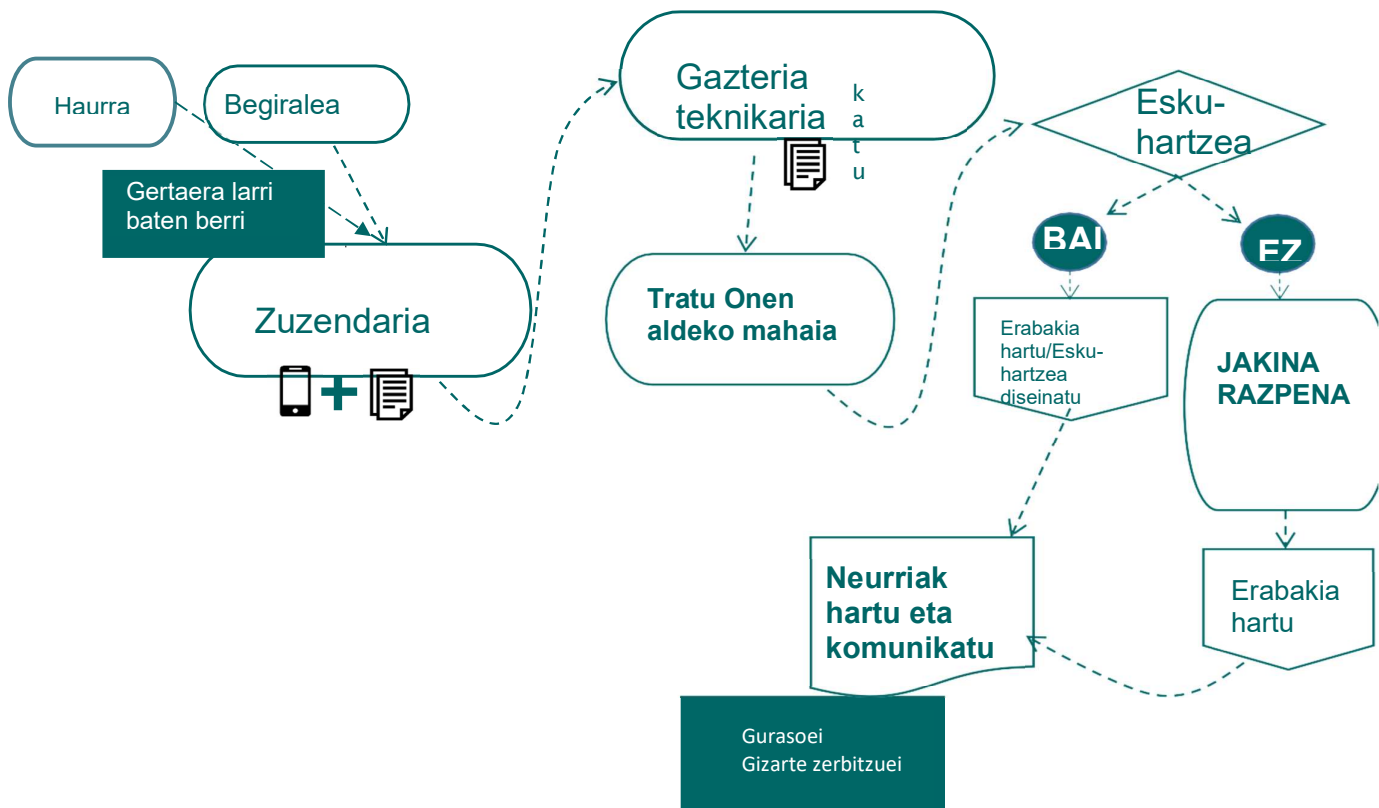 Haurra
Begiralea
Gertaera larri
baten berri
Zuzendaria
Gazteria
teknikaria
k
a
t
u
Tratu Onen
aldeko mahaia
Esku-
hartzea
BAI
EZ
Erabakia
hartu/Esku-
hartzea
diseinatu
JAKINA
RAZPENA
Neurriak
hartu eta
komunikatu
Erabakia
hartu
Gurasoei
Gizarte zerbitzuei